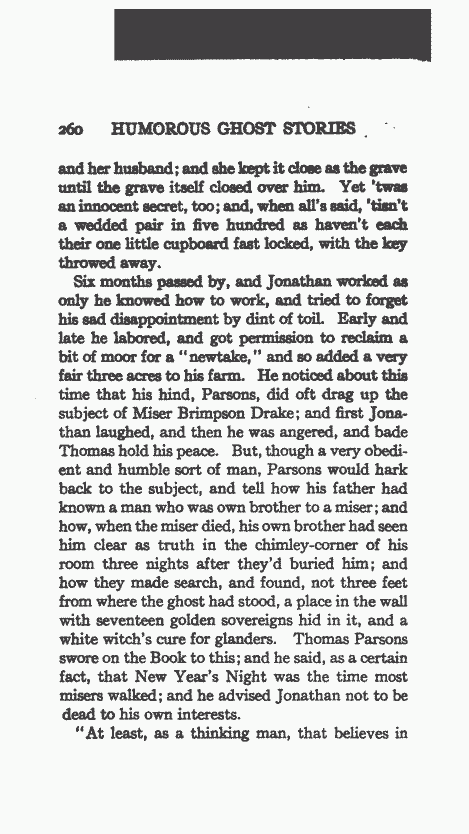 260 HUMOROUS GHOST STORIES
and her husband; and she kept it close as the grave
until the grave itself closed over him. Yet 'twas
an innocent secret, too; and, when all's said, 'tisn't
a wedded pair in five hundred as haven't each
their one little cupboard fast locked, with the key
throwed away.
Six months passed by, and Jonathan worked as
only he knowed how to work, and tried to forget
his sad disappointment by dint of toil. Early and
late he labored, and got permission to reclaim a
bit of moor for a "newtake," and so added a very
fair three acres to his farm. He noticed about this
time that his hind, Parsons, did oft drag up the
subject of Miser Brimpson Drake; and first Jona-
than laughed, and then he was angered, and bade
Thomas hold his peace. But, though a very obedi-
ent and humble sort of man, Parsons would hark
back to the subject, and tell how his father had
known a man who was own brother to a miser; and
how, when the miser died, his own brother had seen
him clear as truth in the chimley-corner of his
room three nights after they'd buried him; and
how they made search, and found, not three feet
from where the ghost had stood, a place in the wall
with seventeen golden sovereigns hid in it, and a
white witch's cure for glanders. Thomas Parsons
swore on the Book to this; and he said, as a certain
fact, that New Year's Night was the time most
misers walked; and he advised Jonathan not to be
dead to his own interests.
"At least, as a thinking man, that believes in